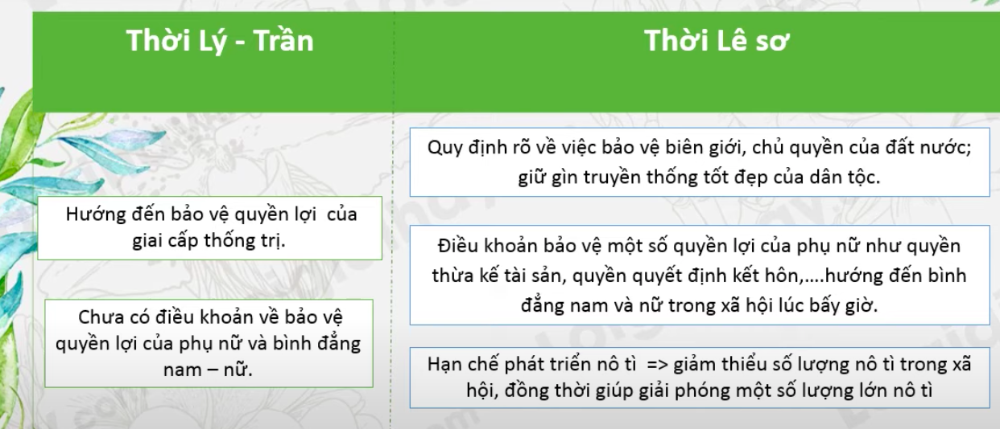 Thời Lý - Trần
Thời Lê sơ
Hướng đến bảo vệ quyền lợi của
giai cấp thống trị.
Chưa có điều khoản về bảo vệ
quyền lợi của phụ nữ và bình đẳng
nam – nữ.
Quy định rõ về việc bảo vệ biên giới, chủ quyền của đất nước;
giữ gìn truyền thống tốt đẹp của dân tộc.
Điều khoản bảo vệ một số quyền lợi của phụ nữ như quyền
thừa kế tài sản, quyền quyết định kết hôn,....hướng đến bình
đẳng nam và nữ trong xã hội lúc bấy giờ.
Hạn chế phát triển nô tì => giảm thiểu số lượng nô tì trong xã
hội, đồng thời giúp giải phóng một số lượng lớn nô tì